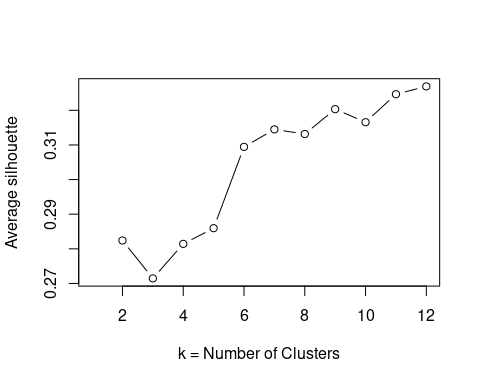 Average silhouette
0.31
0.29
0.27
2 4 6 8 10 12
k = Number of Clusters